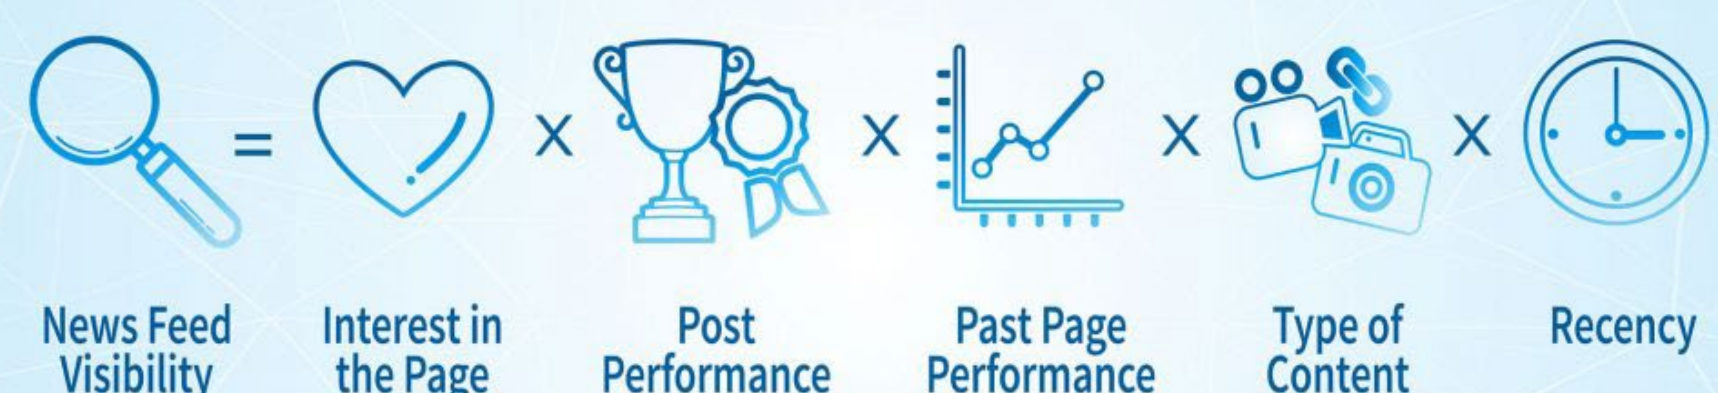 = X X X X
News Feed
Visibility
Interest in
the Page
Post
Performance
Past Page
Performance
Type of
Content
Recency